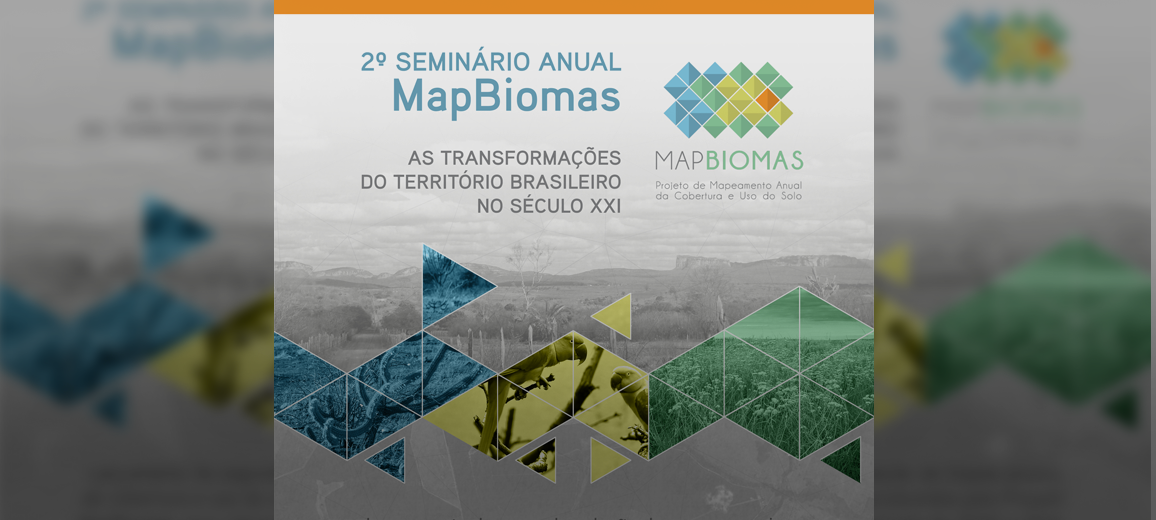 2º SEMINÁRIO ANUAL
MapBiomas
AS TRANSFORMAÇÕES
DO TERRITÓRIO BRASILEIRO
NO SÉCULO XXI
MAPBIOMAS
Projeto de Mapeamento Anual
da Cobertura e Uso do Solo